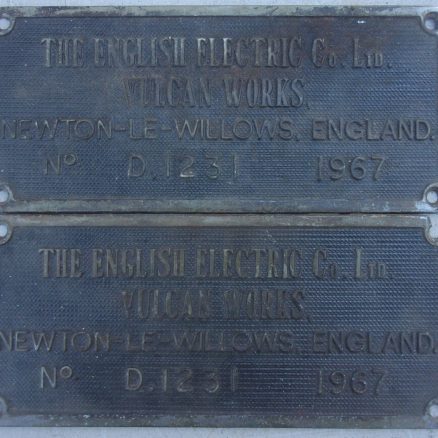 THE ENGLISH ELECTRIC Co. LTD.
VULCAN WORKS,
NEWTON-LE-WILLOWS, ENGLAND.
No. D.1231 1967
THE ENGLISH ELECTRIC Co. LTD.
VULCAN WORKS,
NEWTON-LE-WILLOWS, ENGLAND.
No. D.1231 1967